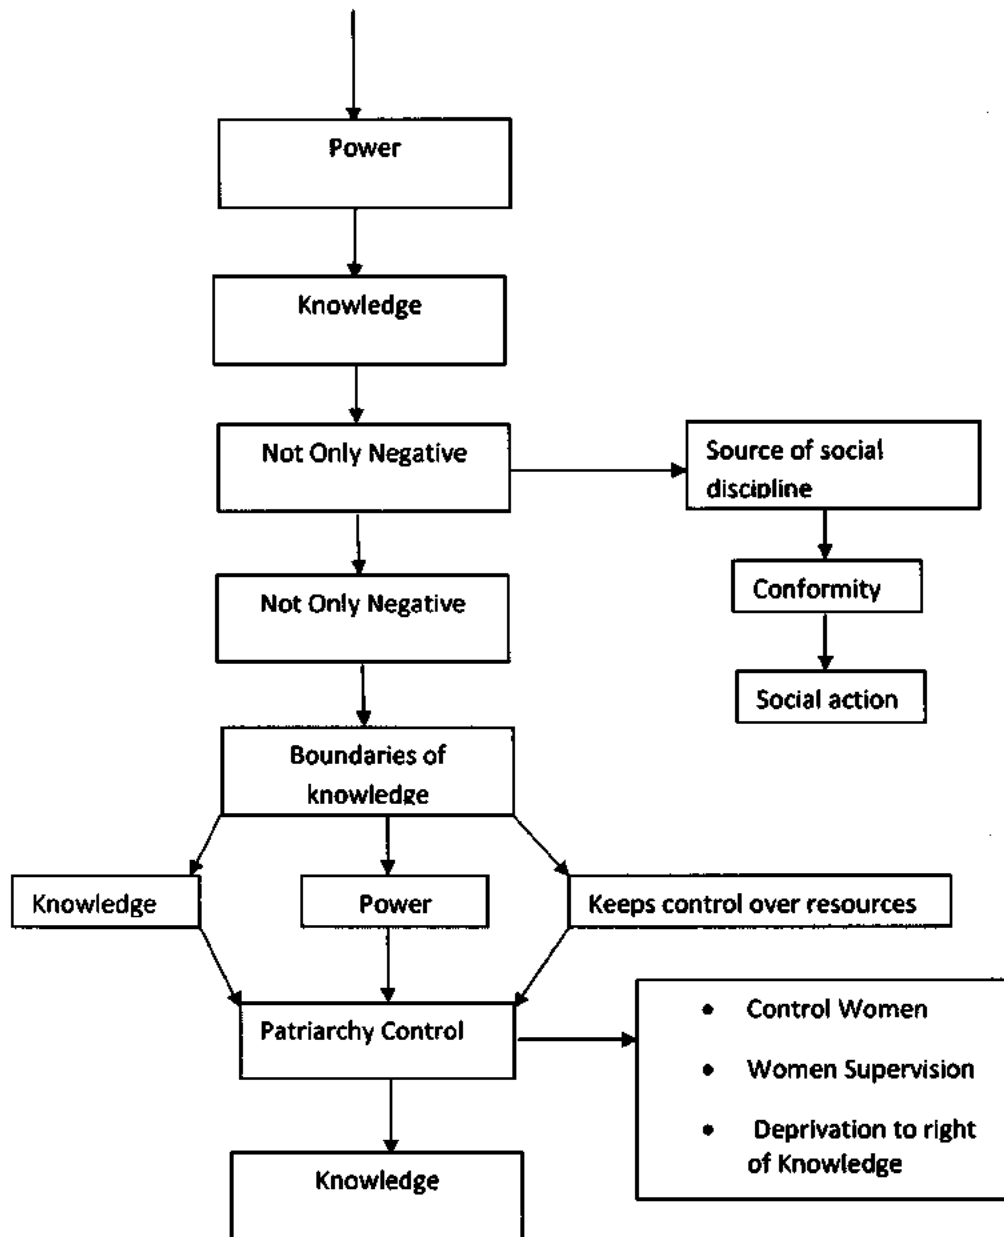 Power
Knowledge
Not Only Negative
Source of social
discipline
Conformity
Not Only Negative
Social action
Boundaries of
knowledge
Knowledge
Power
Keeps control over resources
Patriarchy Control
• Control Women
• Women Supervision
• Deprivation to right
of Knowledge
Knowledge